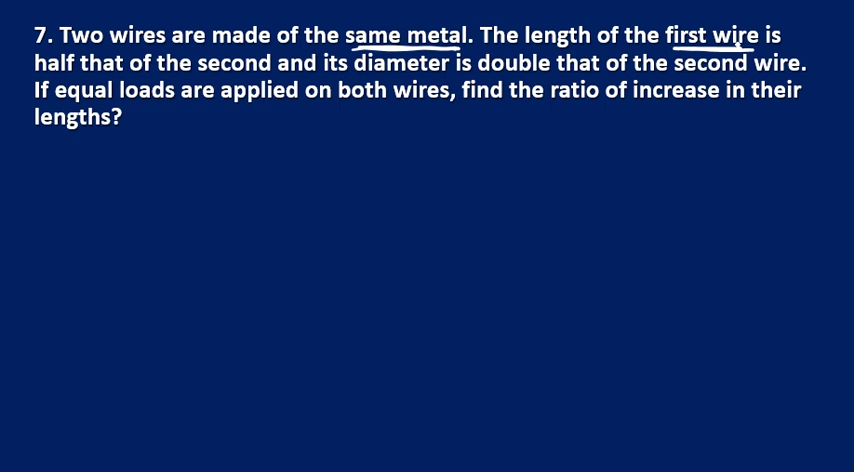 7. Two wires are made of the same metal. The length of the first wire is
half that of the second and its diameter is double that of the second wire.
If equal loads are applied on both wires, find the ratio of increase in their
lengths?